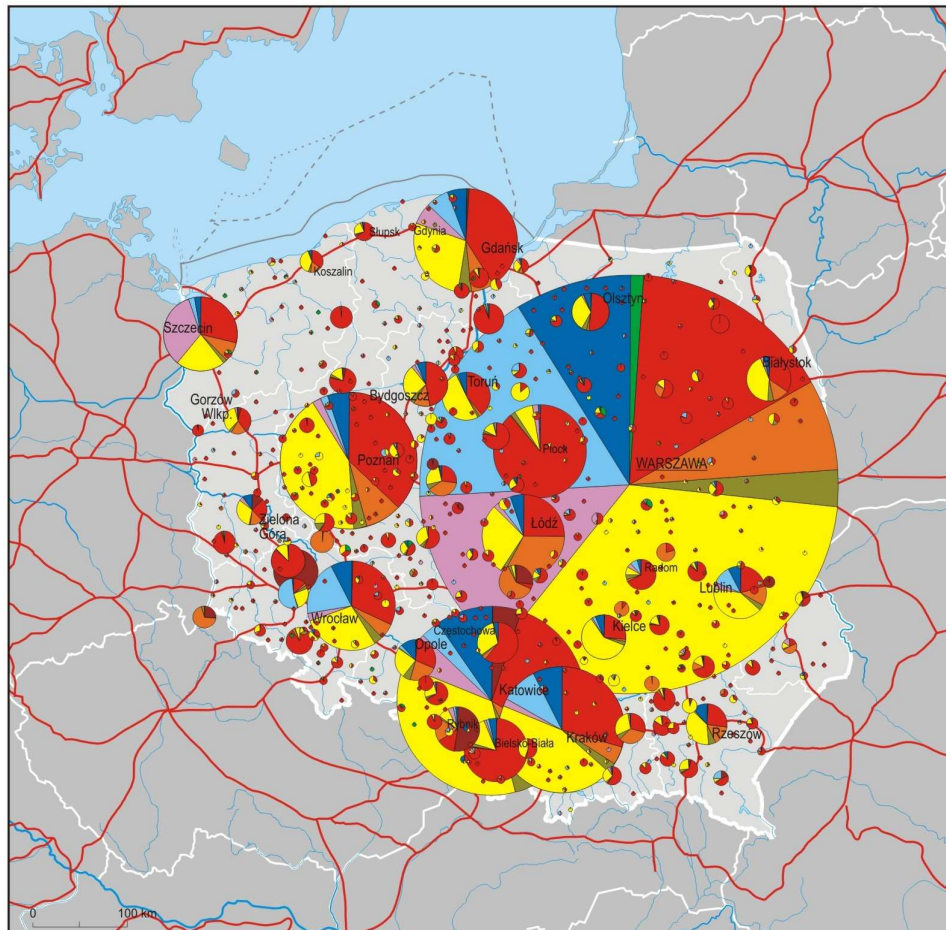 Słupsk
Gdynia
Gdańsk
Koszalin
Olsztyn
Szczecin
Białystok
Gorzów
Wlkp.
Bydgoszcz
Toruń
Płock
Poznań
WARSZAWA
Zielona
Góra
Łódź
Radom
Lublin
Wrocław
Kielce
Częstochowa
Opole
Katowice
Rybnik
Bielsko-Biała
Kraków
Rzeszów
0
100 km